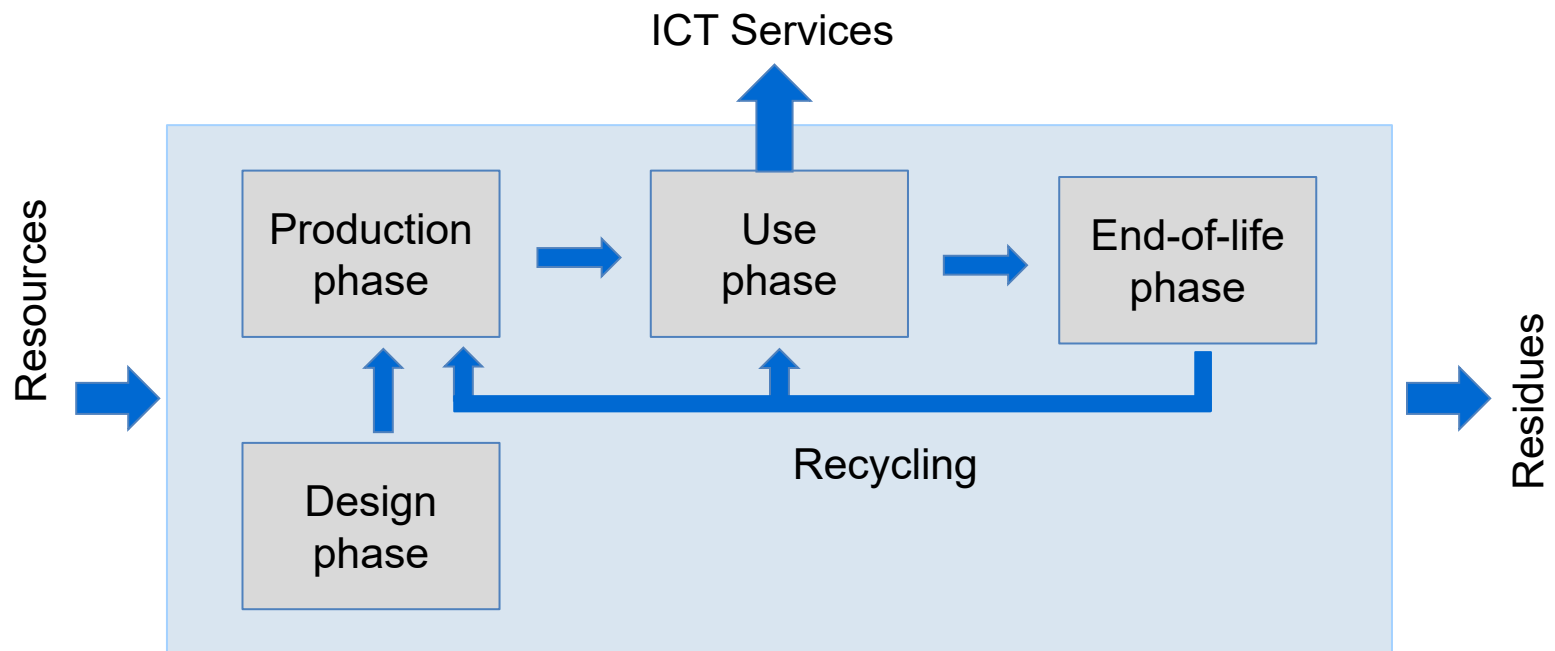 ICT Services
Resources
Production
phase
Use
phase
End-of-life
phase
Recycling
Design
phase
Residues